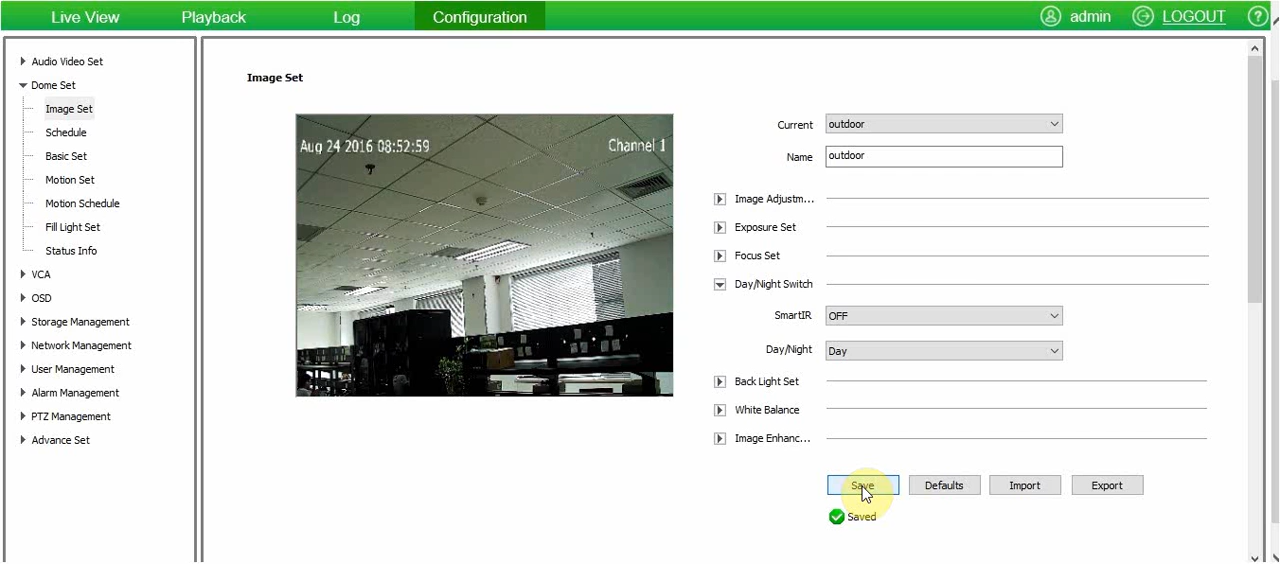 Live View Playback Log Configuration admin LOGOUT ?
Audio Video Set
Dome Set
Image Set
Schedule
Basic Set
Motion Set
Motion Schedule
Fill Light Set
Status Info
VCA
OSD
Storage Management
Network Management
User Management
Alarm Management
PTZ Management
Advance Set
Image Set
Aug 24 2016 08:52:59 Channel 1
Current outdoor
Name outdoor
Image Adjustm...
Exposure Set
Focus Set
Day/Night Switch
SmartIR OFF
Day/Night Day
Back Light Set
White Balance
Image Enhanc...
Save Defaults Import Export
Saved